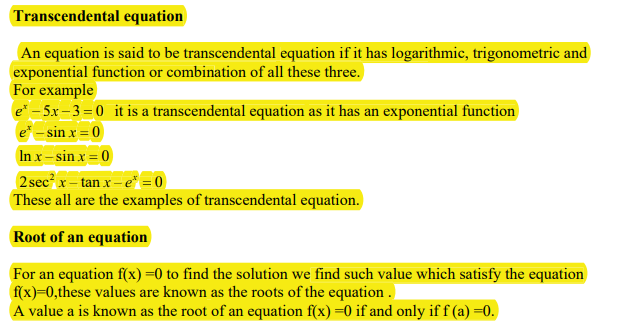 Transcendental equation
An equation is said to be transcendental equation if it has logarithmic, trigonometric and
exponential function or combination of all these three.
For example
eˣ – 5x – 3 = 0 it is a transcendental equation as it has an exponential function
eˣ – sin x = 0
ln x – sin x = 0
2 sec² x – tan x – eˣ = 0
These all are the examples of transcendental equation.
Root of an equation
For an equation f(x) =0 to find the solution we find such value which satisfy the equation
f(x)=0,these values are known as the roots of the equation .
A value a is known as the root of an equation f(x) =0 if and only if f (a) =0.